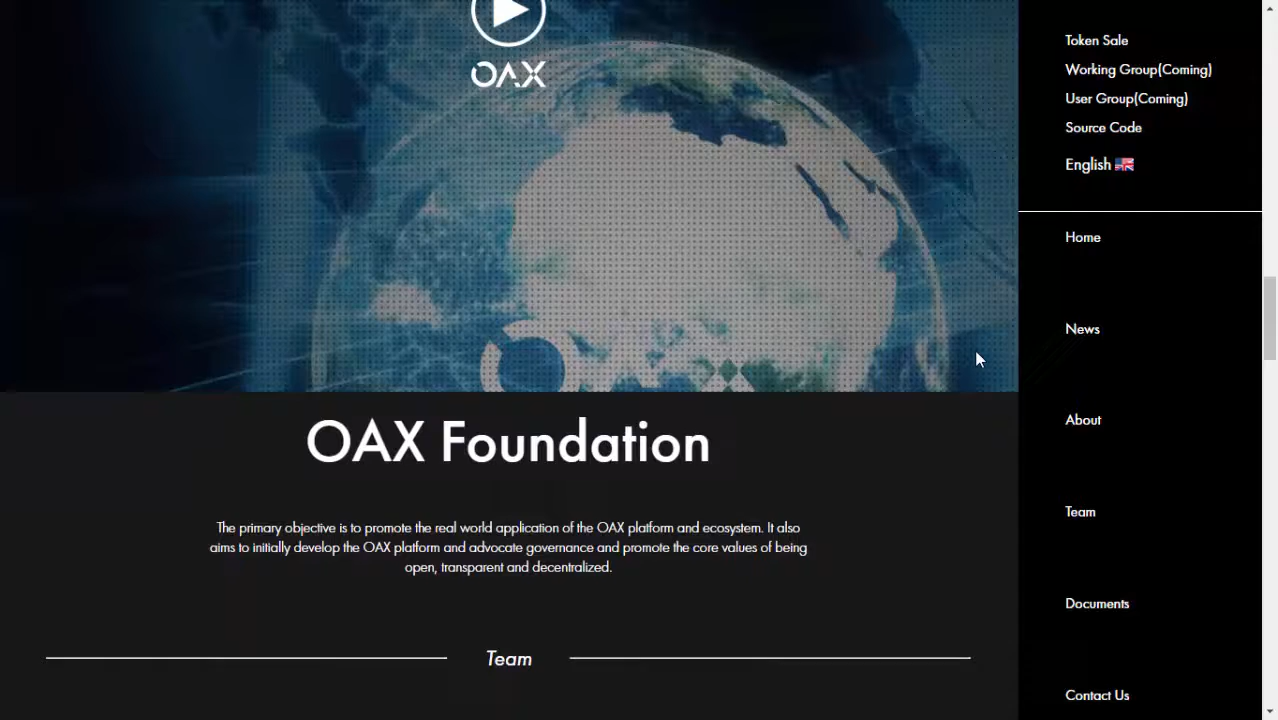 OAX
OAX Foundation
The primary objective is to promote the real world application of the OAX platform and ecosystem. It also
aims to initially develop the OAX platform and advocate governance and promote the core values of being
open, transparent and decentralized.
Team
Token Sale
Working Group(Coming)
User Group(Coming)
Source Code
English
Home
News
About
Team
Documents
Contact Us